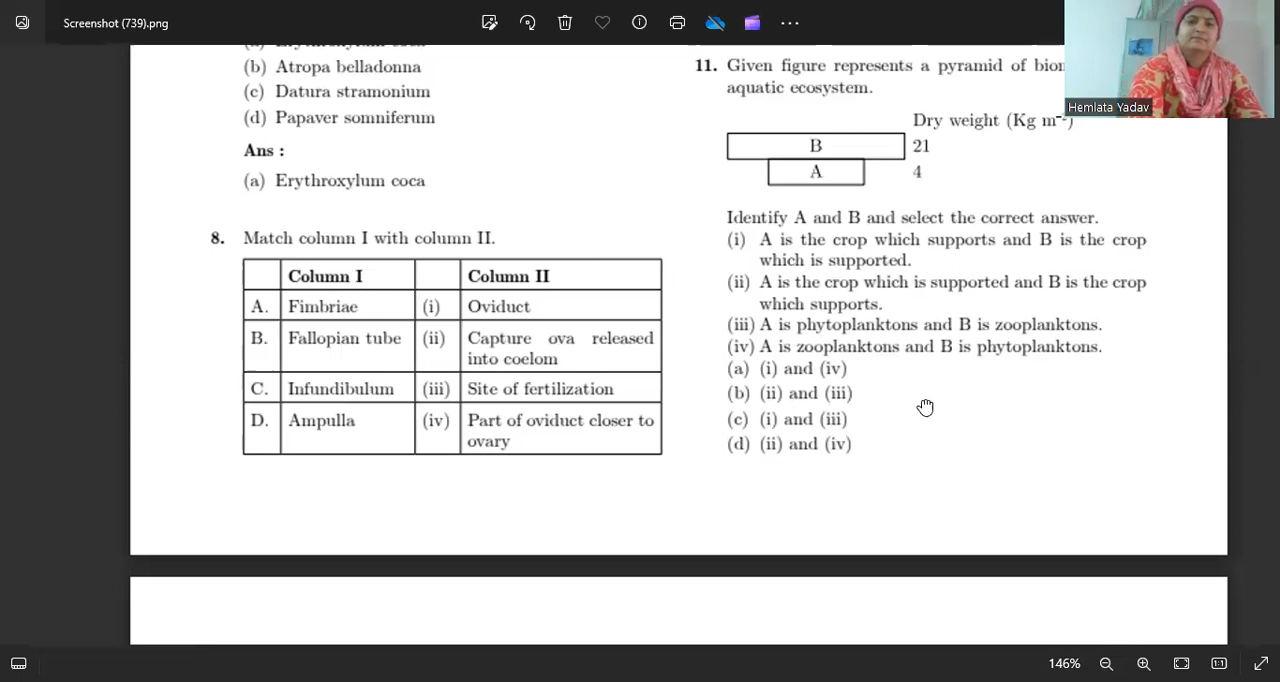 Screenshot (739).png
Hemlata Yadav
(b) Atropa belladonna
(c) Datura stramonium
(d) Papaver somniferum
Ans :
(a) Erythroxylum coca
8. Match column I with column II.
Column I Column II
A. Fimbriae (i) Oviduct
B. Fallopian tube (ii) Capture ova released
into coelom
C. Infundibulum (iii) Site of fertilization
D. Ampulla (iv) Part of oviduct closer to
ovary
11. Given figure represents a pyramid of
aquatic ecosystem.
Dry weight (Kg
B 21
A 4
Identify A and B and select the correct answer.
(i) A is the crop which supports and B is the crop
which is supported.
(ii) A is the crop which is supported and B is the crop
which supports.
(iii) A is phytoplanktons and B is zooplanktons.
(iv) A is zooplanktons and B is phytoplanktons.
(a) (i) and (iv)
(b) (ii) and (iii)
(c) (i) and (iii)
(d) (ii) and (iv)
146%
1:1